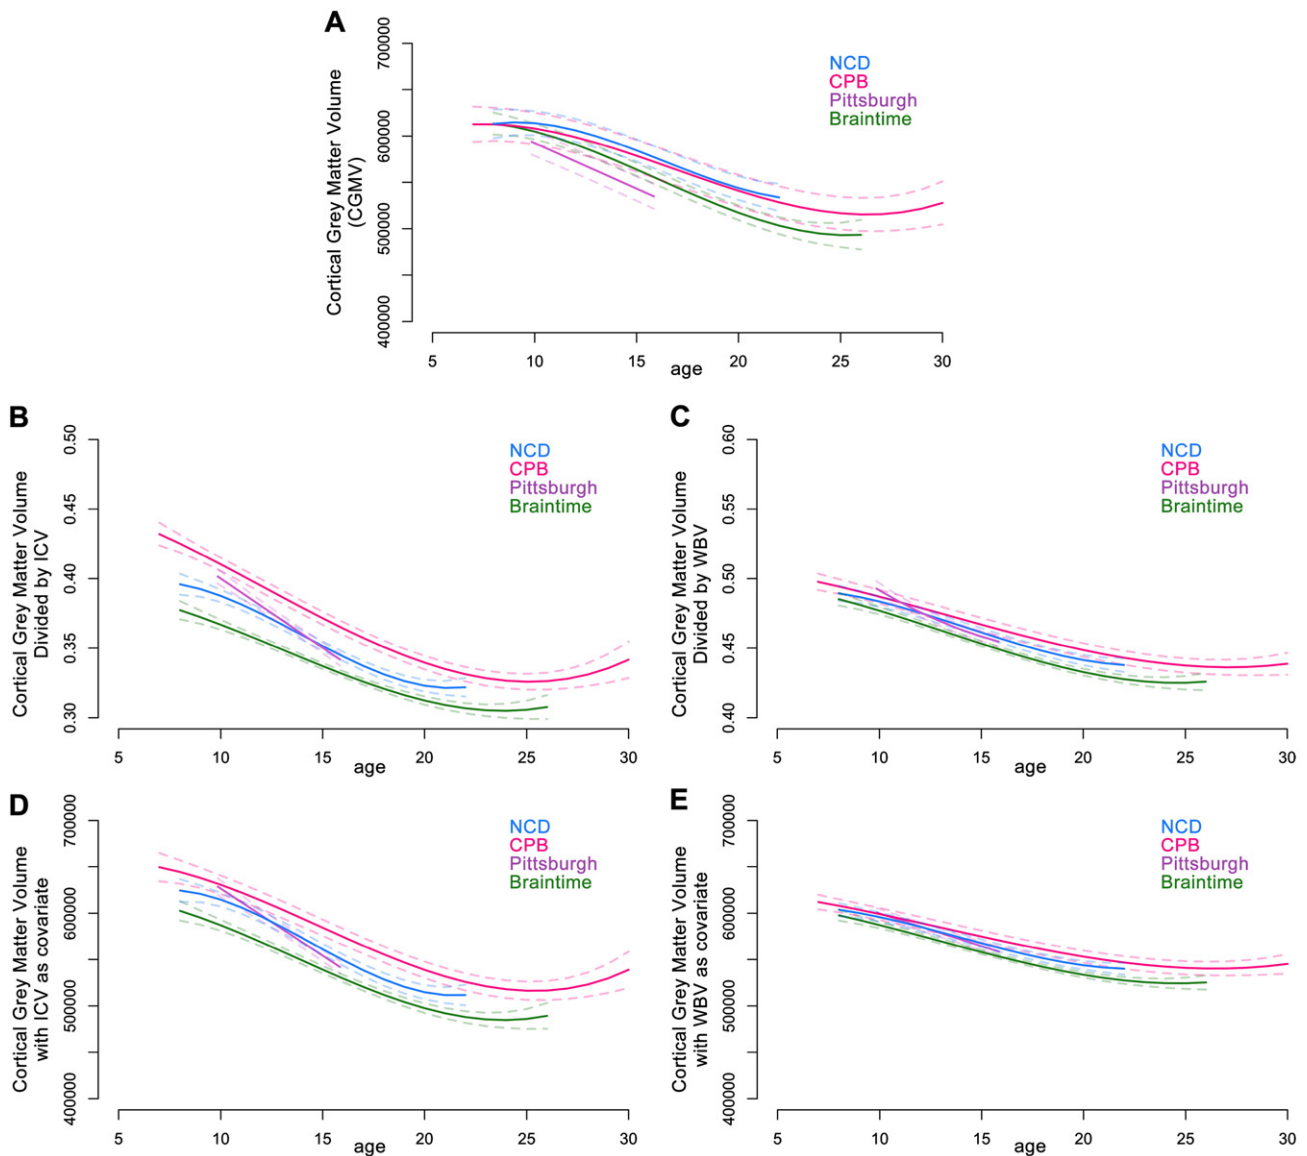 A
Cortical Grey Matter Volume
(CGMV)
700000
600000
500000
400000
NCD
CPB
Pittsburgh
Braintime
5 10 15 20 25 30
age
B
Cortical Grey Matter Volume
Divided by ICV
0.50
0.45
0.40
0.35
0.30
NCD
CPB
Pittsburgh
Braintime
5 10 15 20 25 30
age
C
Cortical Grey Matter Volume
Divided by WBV
0.60
0.55
0.50
0.45
0.40
NCD
CPB
Pittsburgh
Braintime
5 10 15 20 25 30
age
D
Cortical Grey Matter Volume
with ICV as covariate
700000
600000
500000
400000
NCD
CPB
Pittsburgh
Braintime
5 10 15 20 25 30
age
E
Cortical Grey Matter Volume
with WBV as covariate
700000
600000
500000
400000
NCD
CPB
Pittsburgh
Braintime
5 10 15 20 25 30
age